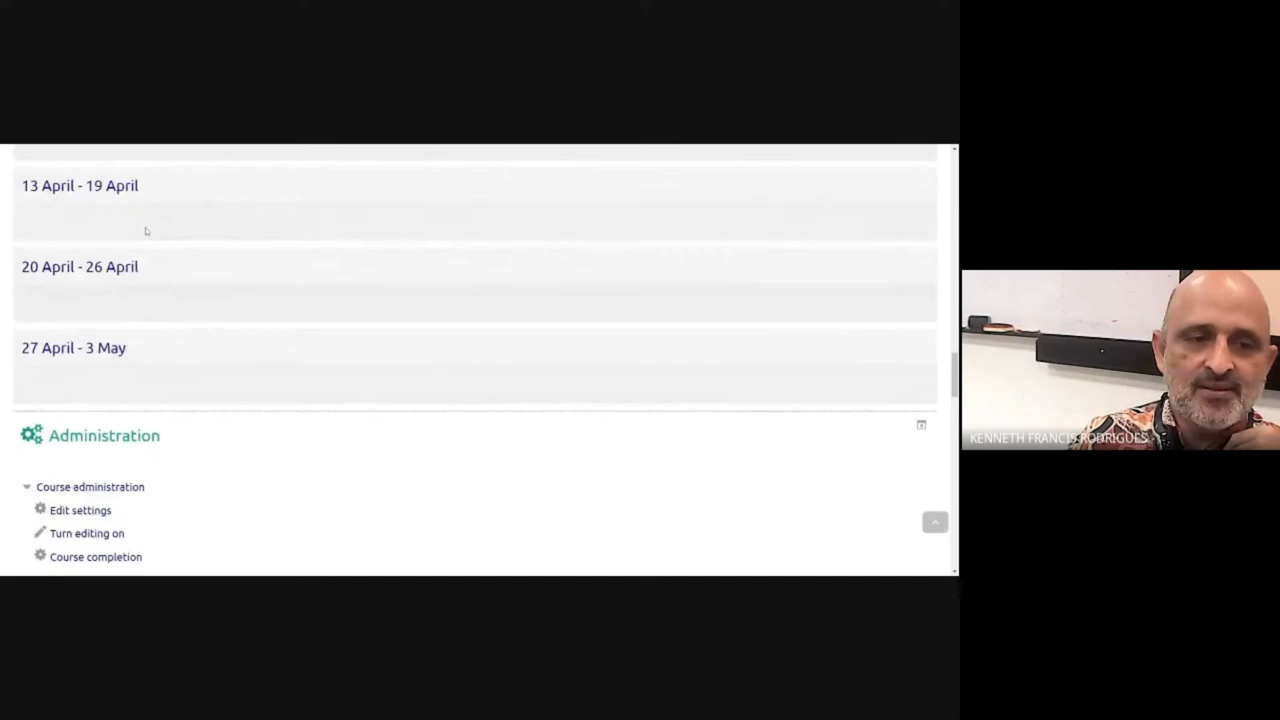 13 April - 19 April
20 April - 26 April
27 April - 3 May
Administration
Course administration
Edit settings
Turn editing on
Course completion
KENNETH FRANCIS RODRIGUES